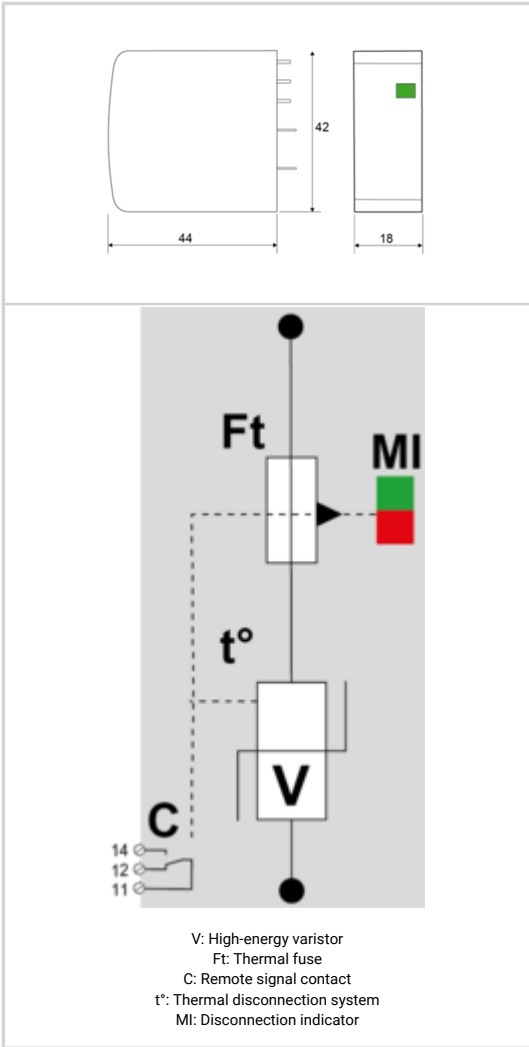 42
44
18
Ft
MI
t°
V
C
14
12
11
V: High-energy varistor
Ft: Thermal fuse
C: Remote signal contact
t°: Thermal disconnection system
MI: Disconnection indicator